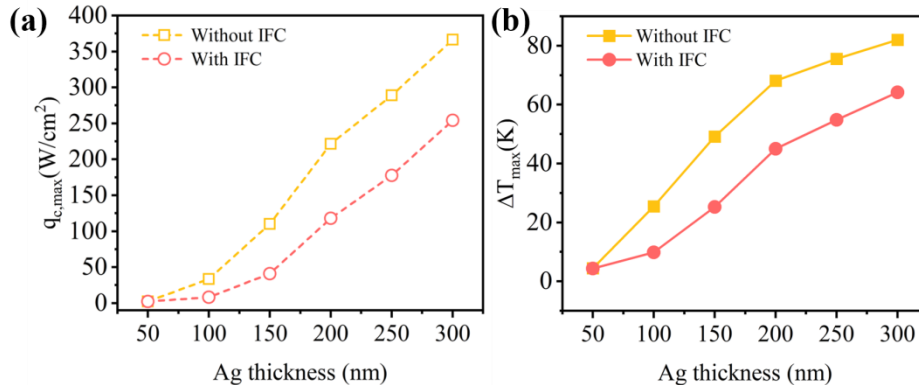 (a)
Without IFC
With IFC
q_c,max(W/cm²)
400
350
300
250
200
150
100
50
0
50 100 150 200 250 300
Ag thickness (nm)
(b)
Without IFC
With IFC
ΔT_max(K)
80
60
40
20
0
50 100 150 200 250 300
Ag thickness (nm)